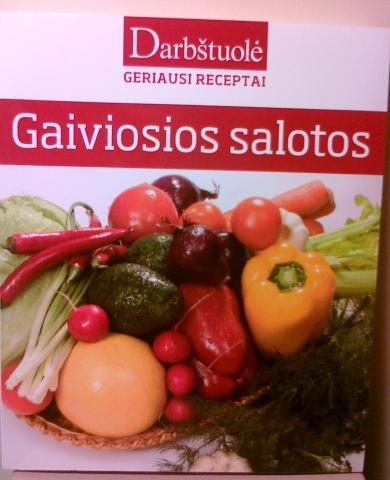 Darbštuolė
GERIAUSI RECEPTAI
Gaiviosios salotos